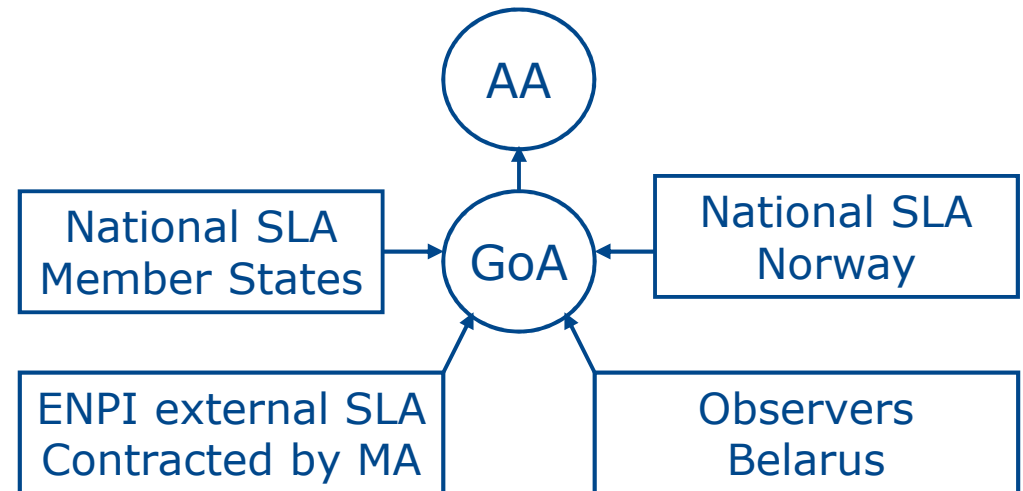 AA
National SLA
Member States
GoA
National SLA
Norway
ENPI external SLA
Contracted by MA
Observers
Belarus